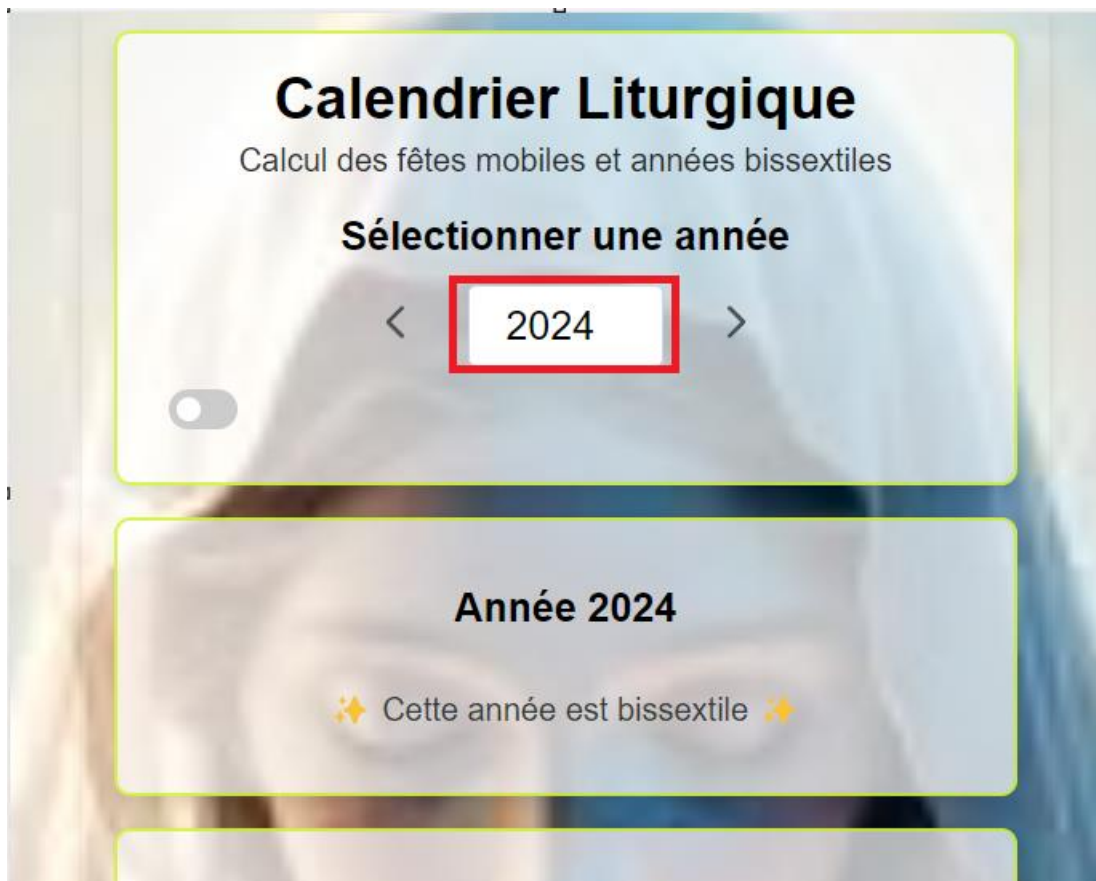 Calendrier Liturgique
Calcul des fêtes mobiles et années bissextiles
Sélectionner une année
2024
Année 2024
✨ Cette année est bissextile ✨